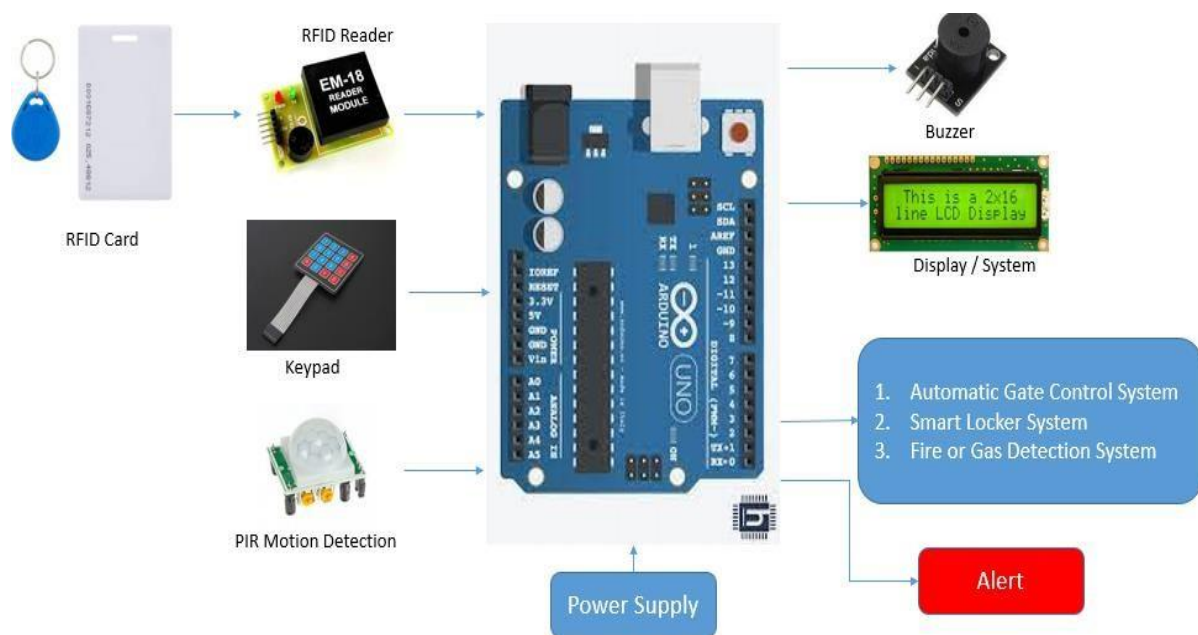 RFID Reader
EM-18
READER
MODULE
RFID Card
Keypad
PIR Motion Detection
Power Supply
IOREF
RESET
3.3V
5V
GND
GND
Vin
POWER
A0
A1
A2
A3
A4
A5
ANALOG IN
SCL
SDA
AREF
GND
13
12
~11
~10
~9
8
7
6
5
4
3
2
TX→1
RX←0
DIGITAL (PWM~)
TX
RX
ARDUINO
UNO
ON
Buzzer
This is a 2x16
line LCD Display
Display / System
1. Automatic Gate Control System
2. Smart Locker System
3. Fire or Gas Detection System
Alert